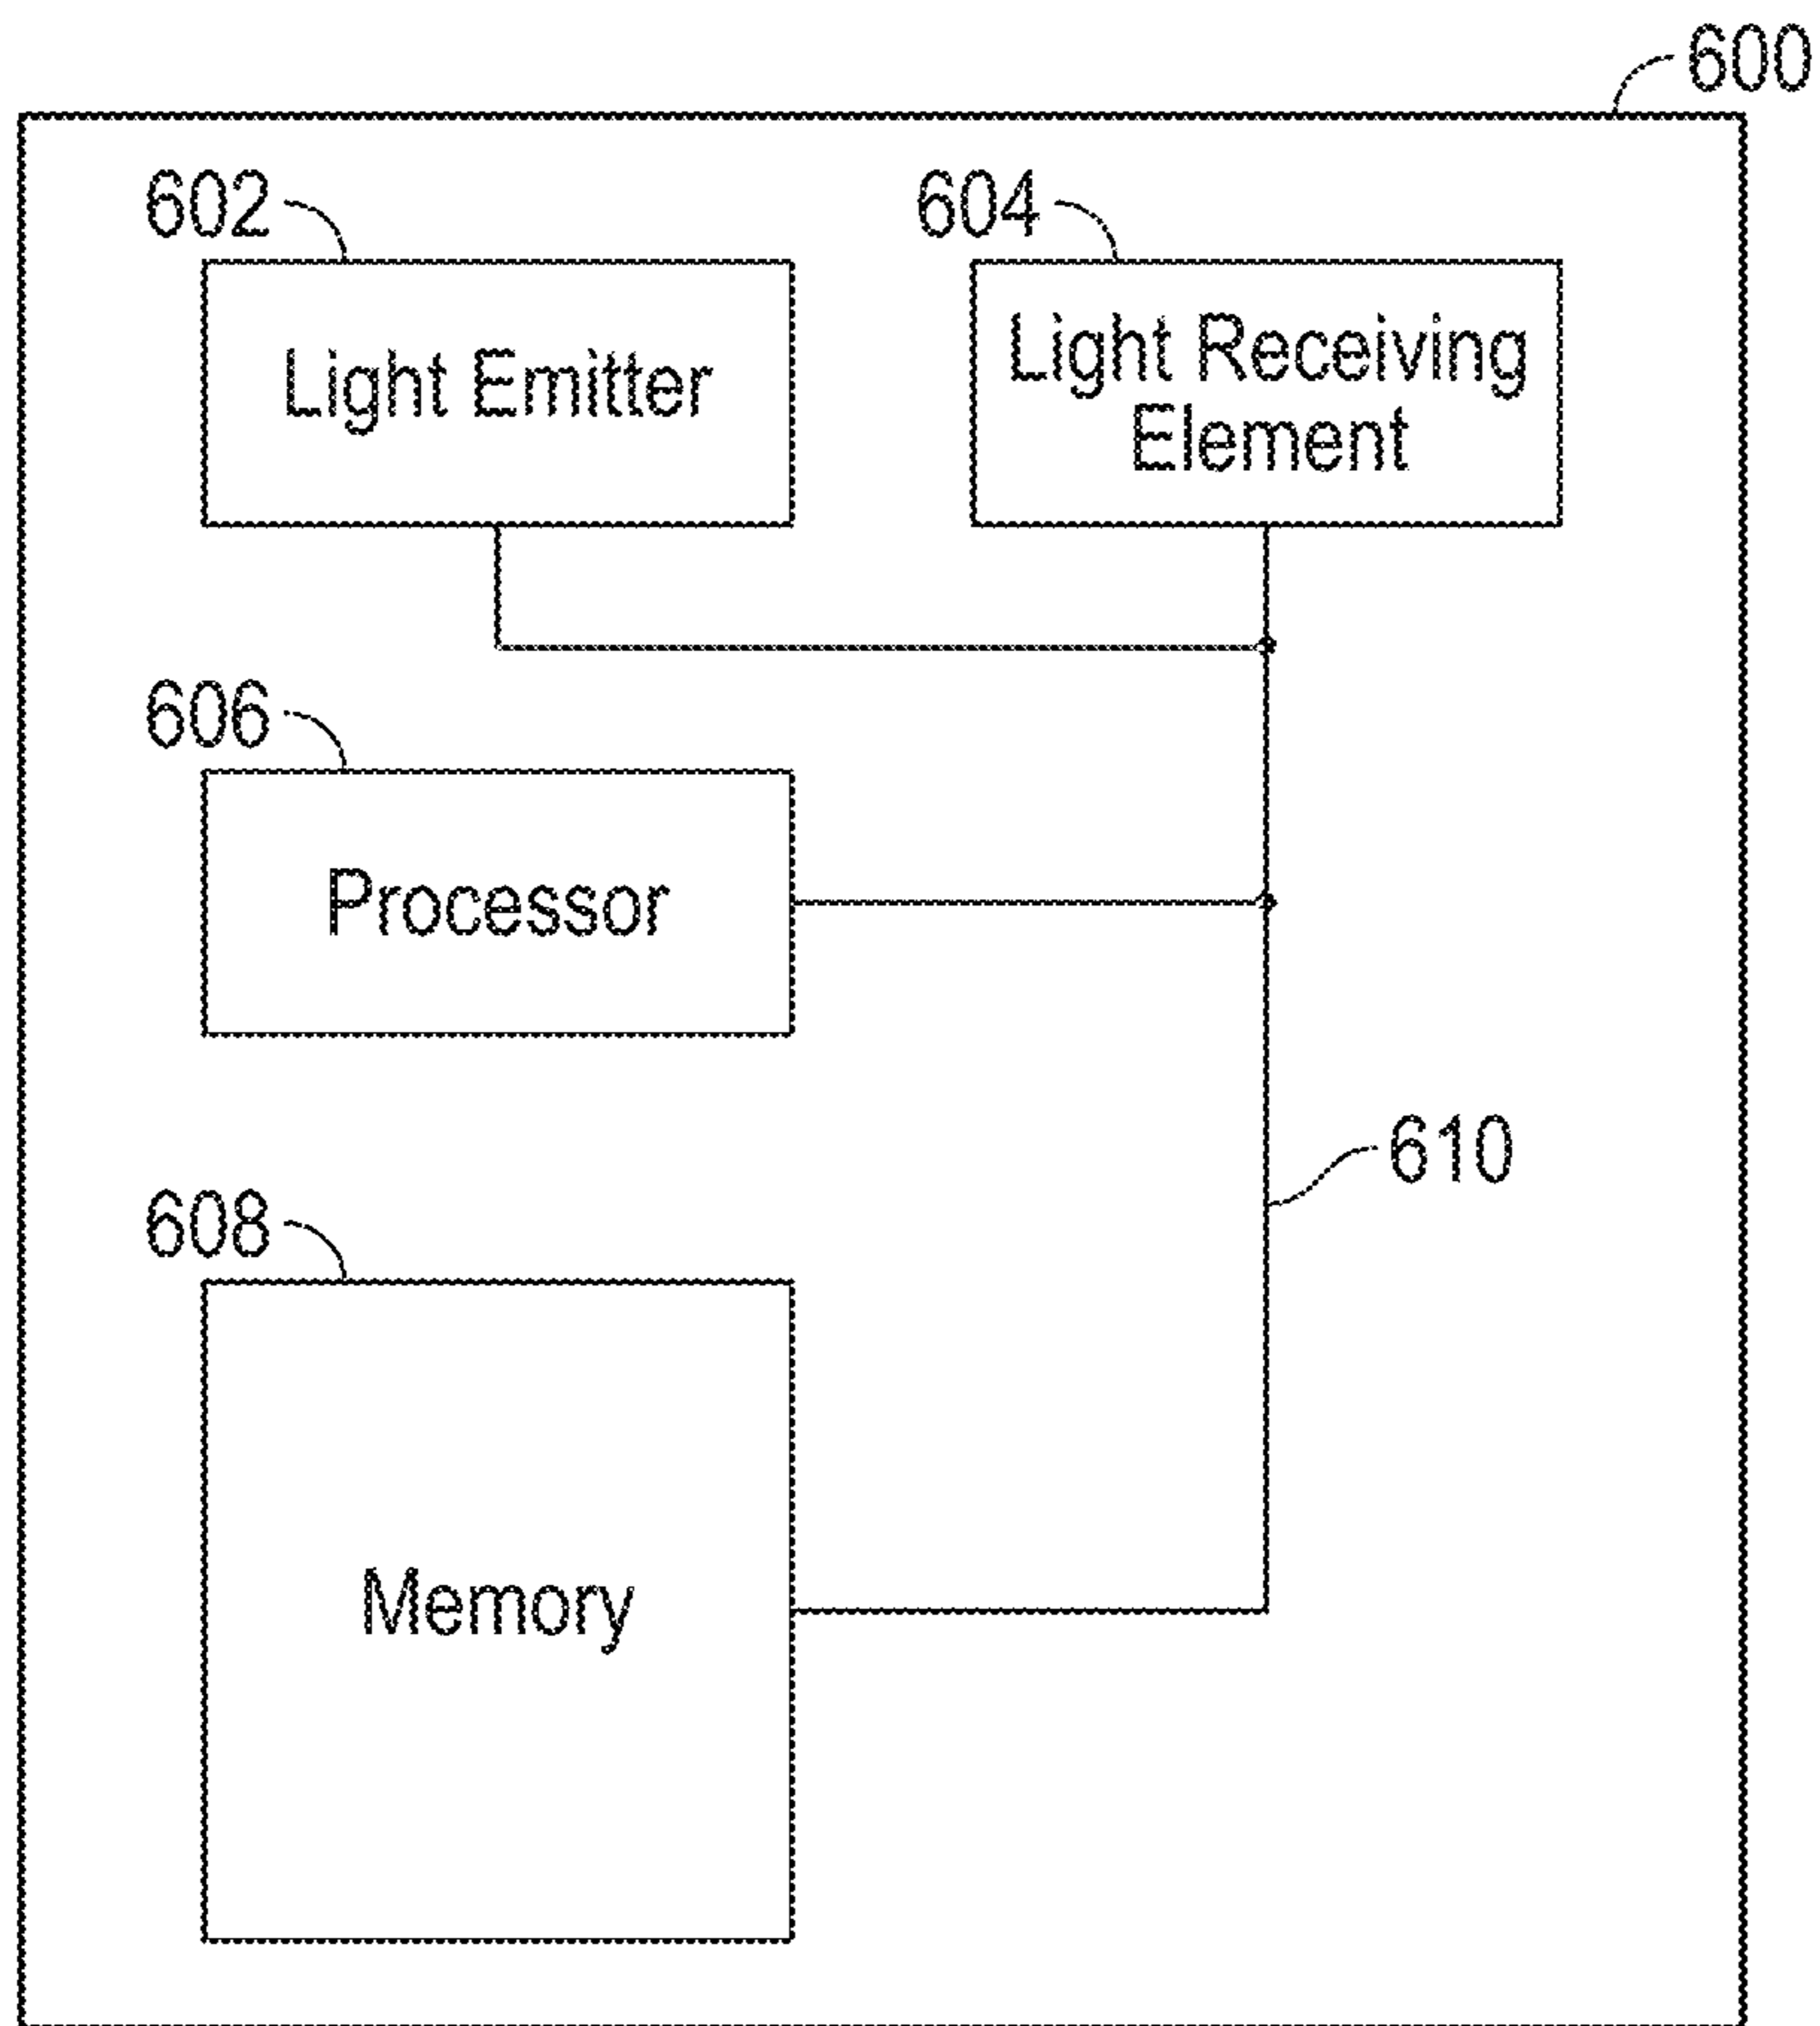 600
602
604
Light Emitter
Light Receiving
Element
606
Processor
610
608
Memory